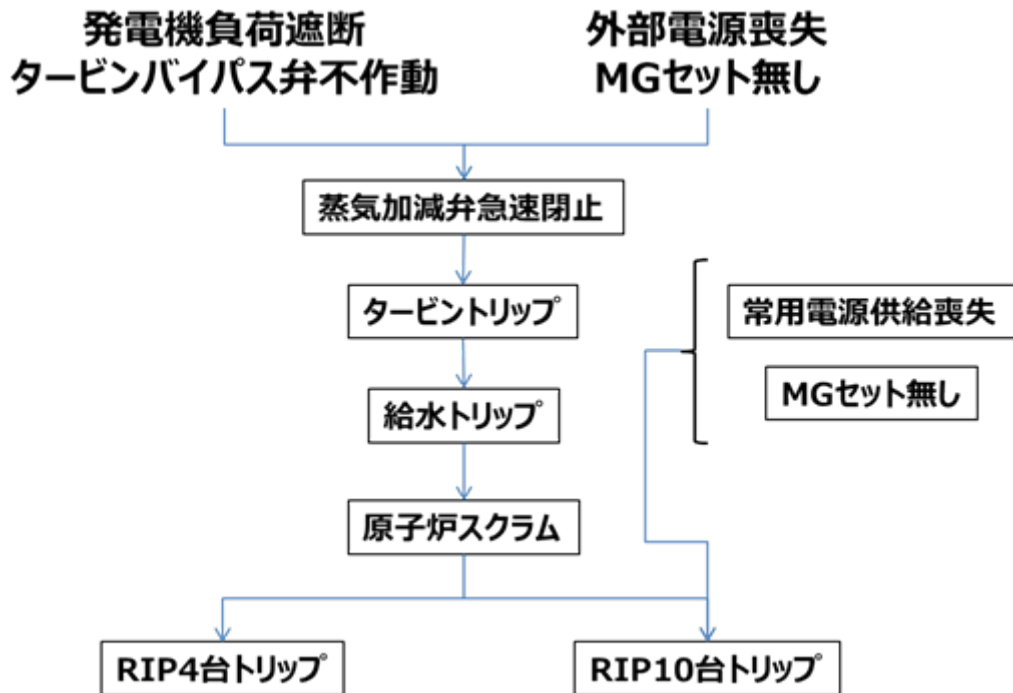 発電機負荷遮断
タービンバイパス弁不作動
外部電源喪失
MGセット無し
蒸気加減弁急速閉止
タービントリップ
常用電源供給喪失
MGセット無し
給水トリップ
原子炉スクラム
RIP4台トリップ
RIP10台トリップ